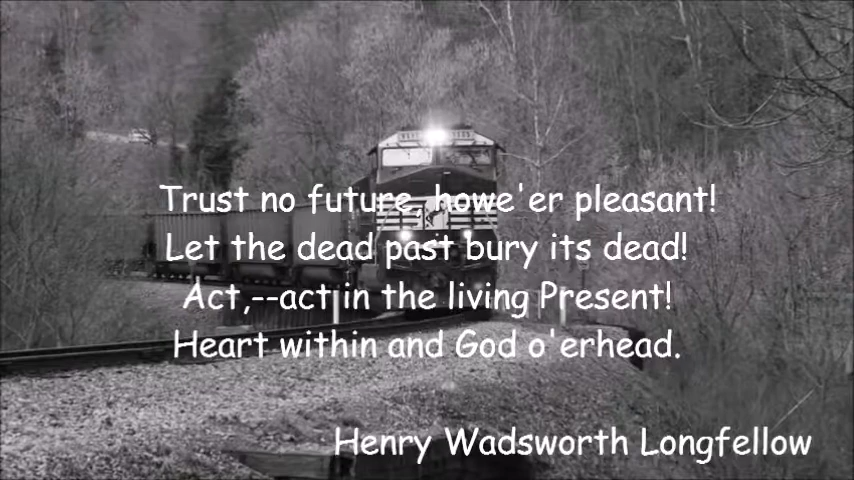 Trust no future, howe'er pleasant!
Let the dead past bury its dead!
Act,--act in the living Present!
Heart within and God o'erhead.
Henry Wadsworth Longfellow